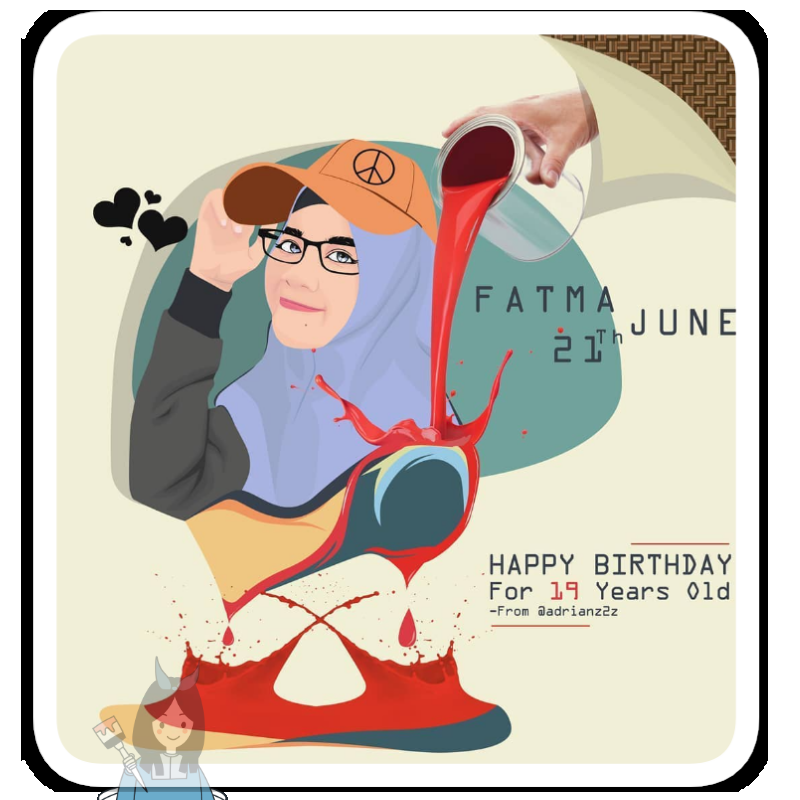 FATMA
JUNE
21Th
HAPPY BIRTHDAY
For 19 Years Old
-From @adrianz2z